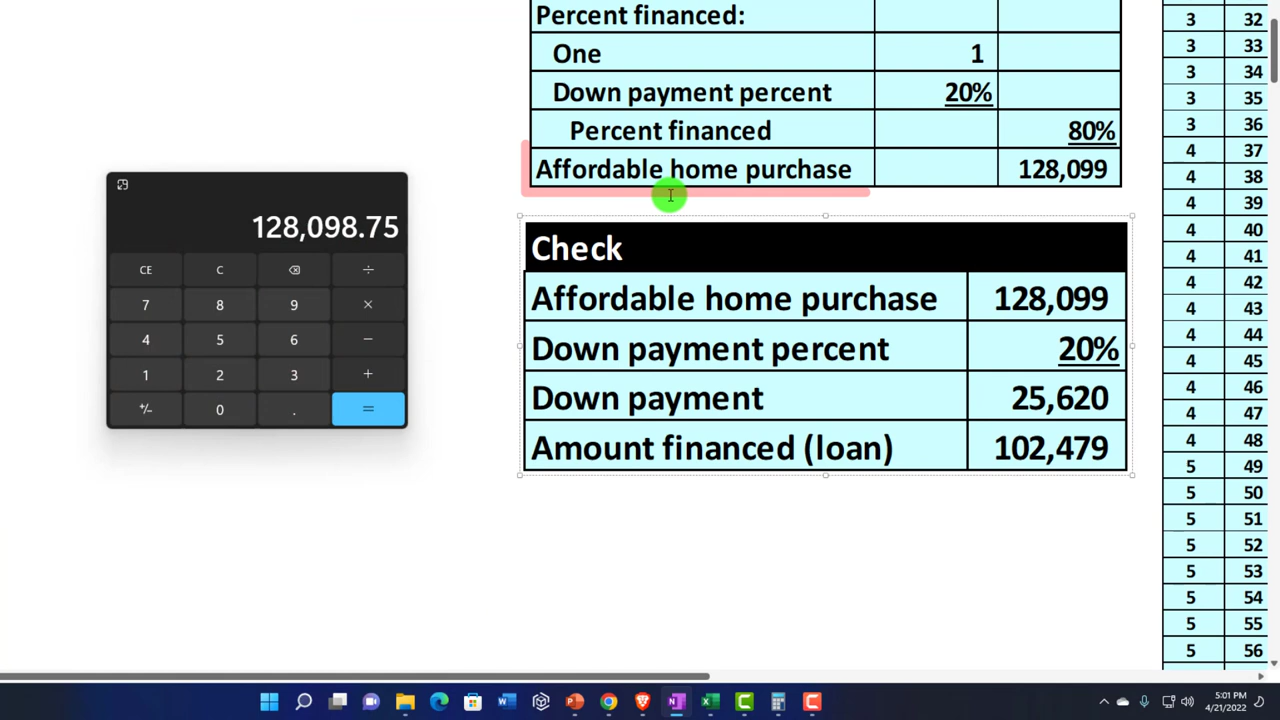 Percent financed:
One 1
Down payment percent 20%
Percent financed 80%
Affordable home purchase 128,099
Check
Affordable home purchase 128,099
Down payment percent 20%
Down payment 25,620
Amount financed (loan) 102,479
128,098.75
CE C ÷
7 8 9 ×
4 5 6 −
1 2 3 +
+/− 0 . =
3 32
3 33
3 34
3 35
3 36
4 37
4 38
4 39
4 40
4 41
4 42
4 43
4 44
4 45
4 46
4 47
4 48
5 49
5 50
5 51
5 52
5 53
5 54
5 55
5 56
5:01 PM
4/21/2022